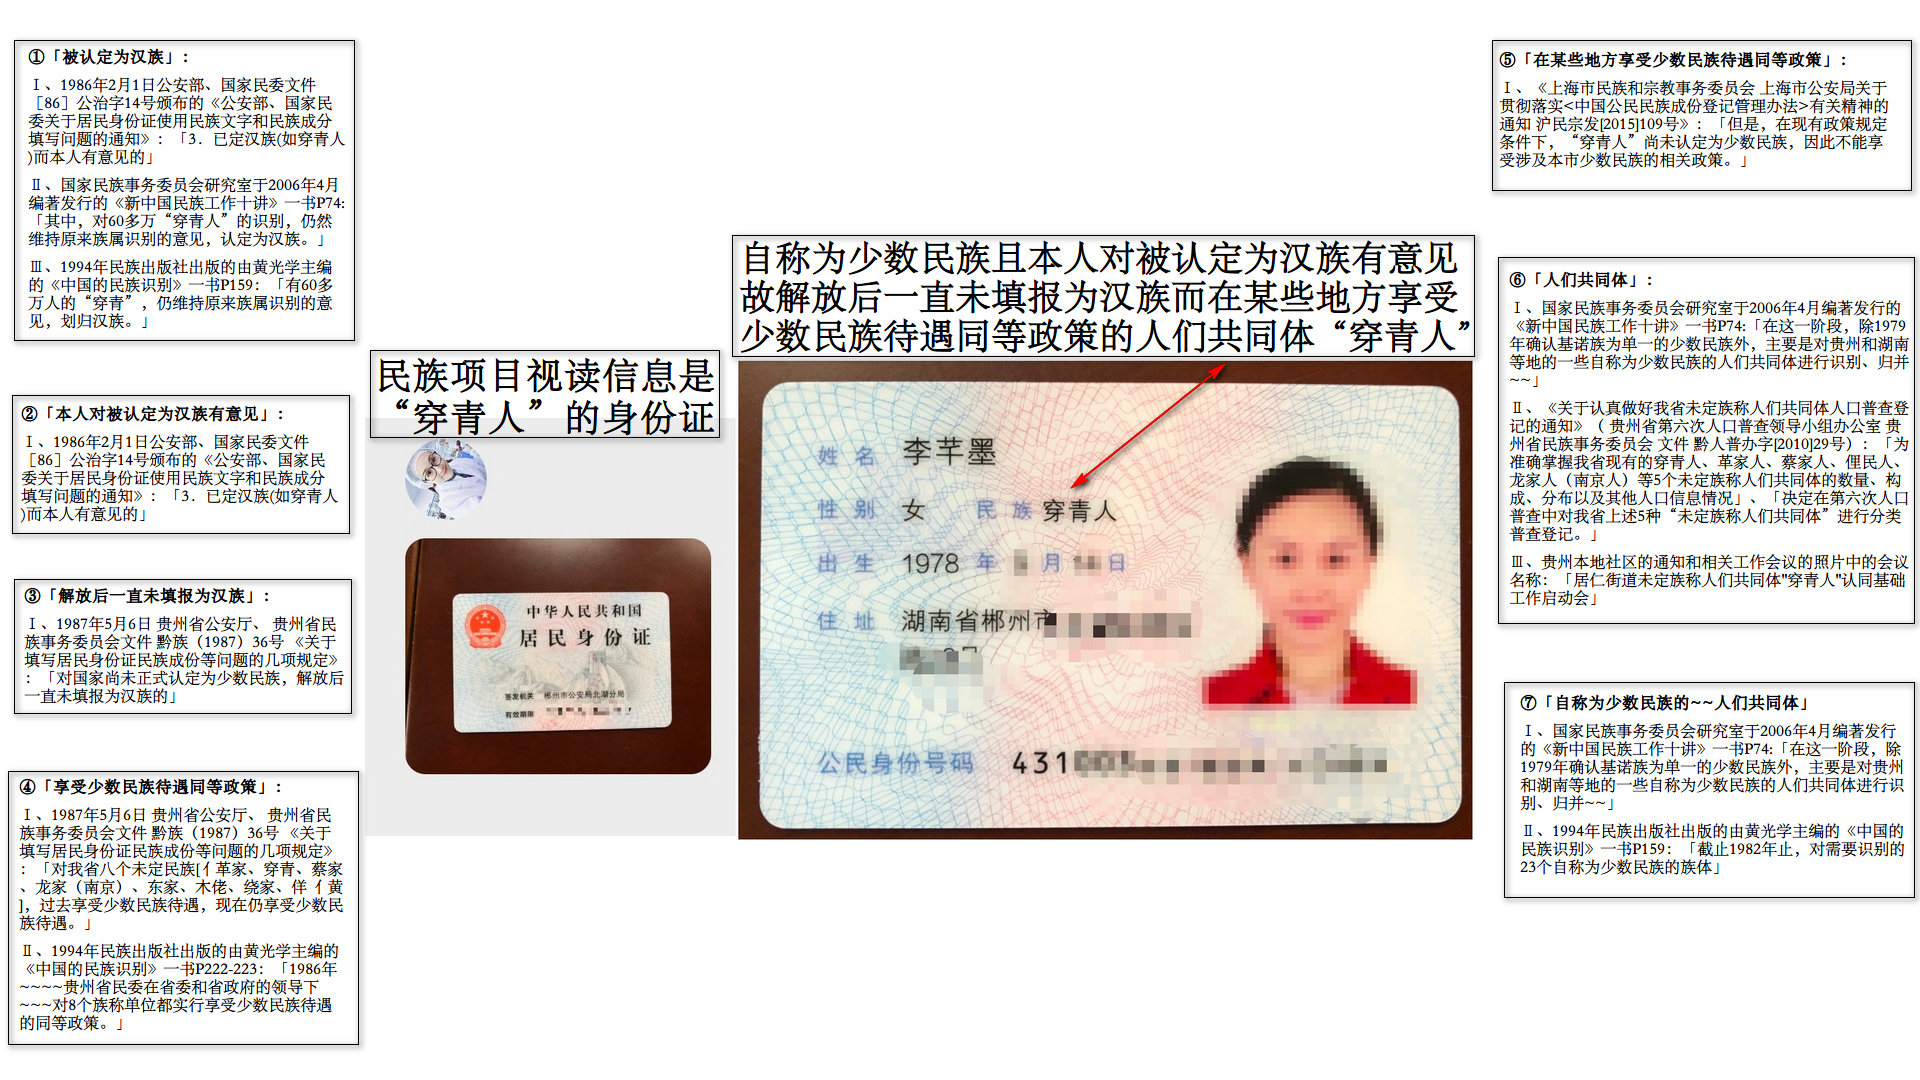 ①「被认定为汉族」:
Ⅰ、1986年2月1日公安部、国家民委文件
［86］公治字14号颁布的《公安部、国家民
委关于居民身份证使用民族文字和民族成分
填写问题的通知》: 「3．已定汉族(如穿青人
)而本人有意见的」
Ⅱ、国家民族事务委员会研究室于2006年4月
编著发行的《新中国民族工作十讲》一书P74:
「其中，对60多万“穿青人”的识别，仍然
维持原来族属识别的意见，认定为汉族。」
Ⅲ、1994年民族出版社出版的由黄光学主编
的《中国的民族识别》一书P159: 「有60多
万人的“穿青”，仍维持原来族属识别的意
见，划归汉族。」
②「本人对被认定为汉族有意见」:
Ⅰ、1986年2月1日公安部、国家民委文件
［86］公治字14号颁布的《公安部、国家民
委关于居民身份证使用民族文字和民族成分
填写问题的通知》: 「3．已定汉族(如穿青人
)而本人有意见的」
③「解放后一直未填报为汉族」:
Ⅰ、1987年5月6日 贵州省公安厅、 贵州省民
族事务委员会文件 黔族（1987）36号 《关于
填写居民身份证民族成份等问题的几项规定》
: 「对国家尚未正式认定为少数民族，解放后
一直未填报为汉族的」
④「享受少数民族待遇同等政策」:
Ⅰ、1987年5月6日 贵州省公安厅、 贵州省民
族事务委员会文件 黔族（1987）36号 《关于
填写居民身份证民族成份等问题的几项规定》
: 「对我省八个未定民族[亻革家、穿青、蔡家
、龙家（南京）、东家、木佬、绕家、佯亻黄
]，过去享受少数民族待遇，现在仍享受少数民
族待遇。」
Ⅱ、1994年民族出版社出版的由黄光学主编的
《中国的民族识别》一书P222-223: 「1986年
~~~~贵州省民委在省委和省政府的领导下
~~~对8个族称单位都实行享受少数民族待遇
的同等政策。」
民族项目视读信息是
“穿青人”的身份证
中华人民共和国
居民身份证
签发机关 郴州市公安局北湖分局
有效期限
自称为少数民族且本人对被认定为汉族有意见
故解放后一直未填报为汉族而在某些地方享受
少数民族待遇同等政策的人们共同体“穿青人”
姓名 李芊墨
性别 女 民族 穿青人
出生 1978 年 月 日
住址 湖南省郴州市
公民身份号码 431
⑤「在某些地方享受少数民族待遇同等政策」:
Ⅰ、《上海市民族和宗教事务委员会 上海市公安局关于
贯彻落实<中国公民民族成份登记管理办法>有关精神的
通知 沪民宗发[2015]109号》: 「但是，在现有政策规定
条件下，“穿青人”尚未认定为少数民族，因此不能享
受涉及本市少数民族的相关政策。」
⑥「人们共同体」:
Ⅰ、国家民族事务委员会研究室于2006年4月编著发行的
《新中国民族工作十讲》一书P74:「在这一阶段，除1979
年确认基诺族为单一的少数民族外，主要是对贵州和湖南
等地的一些自称为少数民族的人们共同体进行识别、归并
~~」
Ⅱ、《关于认真做好我省未定族称人们共同体人口普查登
记的通知》（ 贵州省第六次人口普查领导小组办公室 贵
州省民族事务委员会 文件 黔人普办字[2010]29号）: 「为
准确掌握我省现有的穿青人、革家人、蔡家人、俚民人、
龙家人（南京人）等5个未定族称人们共同体的数量、构
成、分布以及其他人口信息情况」、「决定在第六次人口
普查中对我省上述5种“未定族称人们共同体”进行分类
普查登记。」
Ⅲ、贵州本地社区的通知和相关工作会议的照片中的会议
名称: 「居仁街道未定族称人们共同体"穿青人"认同基础
工作启动会」
⑦「自称为少数民族的~~人们共同体」
Ⅰ、国家民族事务委员会研究室于2006年4月编著发行
的《新中国民族工作十讲》一书P74:「在这一阶段，除
1979年确认基诺族为单一的少数民族外，主要是对贵州
和湖南等地的一些自称为少数民族的人们共同体进行识
别、归并~~」
Ⅱ、1994年民族出版社出版的由黄光学主编的《中国的
民族识别》一书P159: 「截止1982年止，对需要识别的
23个自称为少数民族的族体」